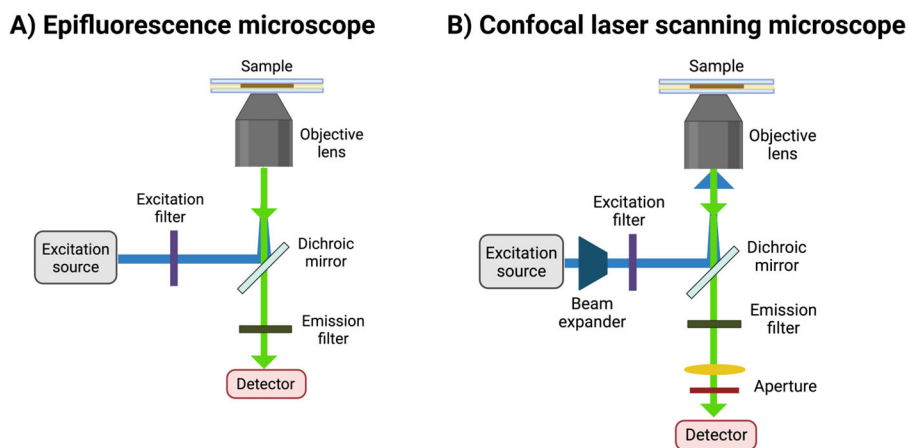 A) Epifluorescence microscope
Sample
Objective
lens
Excitation
filter
Excitation
source
Dichroic
mirror
Emission
filter
Detector
B) Confocal laser scanning microscope
Sample
Objective
lens
Excitation
filter
Excitation
source
Dichroic
mirror
Beam
expander
Emission
filter
Aperture
Detector